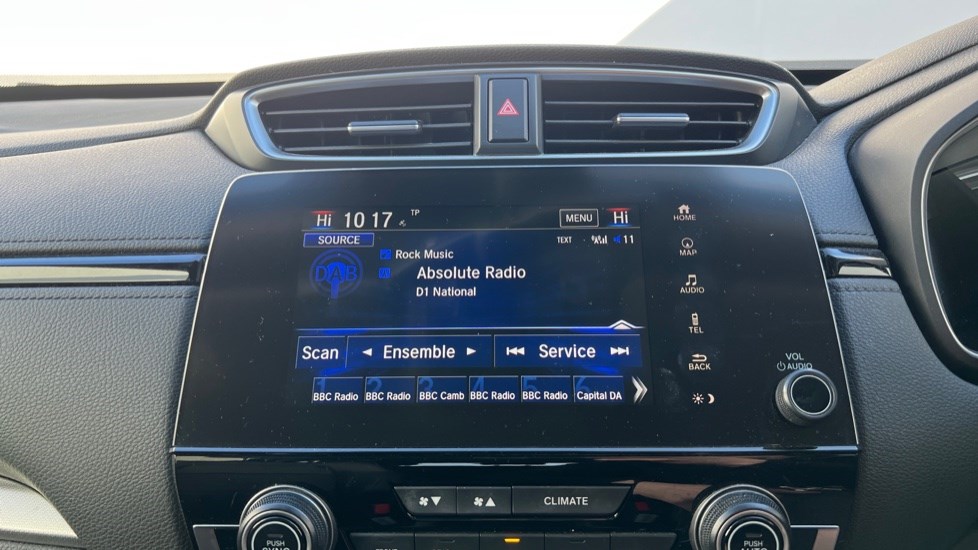 Hi 10 17 TP MENU Hi
SOURCE TEXT 11
Rock Music
DAB Absolute Radio
D1 National
Scan Ensemble Service
1 2 3 4 5 6
BBC Radio BBC Radio BBC Camb BBC Radio BBC Radio Capital DA
HOME
MAP
AUDIO
TEL
BACK
VOL
AUDIO
CLIMATE
PUSH
SYNC
PUSH
AUTO